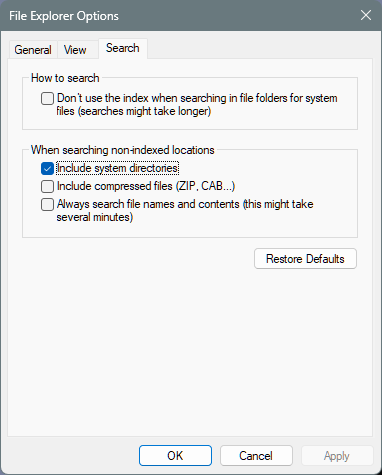 File Explorer Options
General View Search
How to search
Don't use the index when searching in file folders for system
files (searches might take longer)
When searching non-indexed locations
Include system directories
Include compressed files (ZIP, CAB...)
Always search file names and contents (this might take
several minutes)
Restore Defaults
OK Cancel Apply